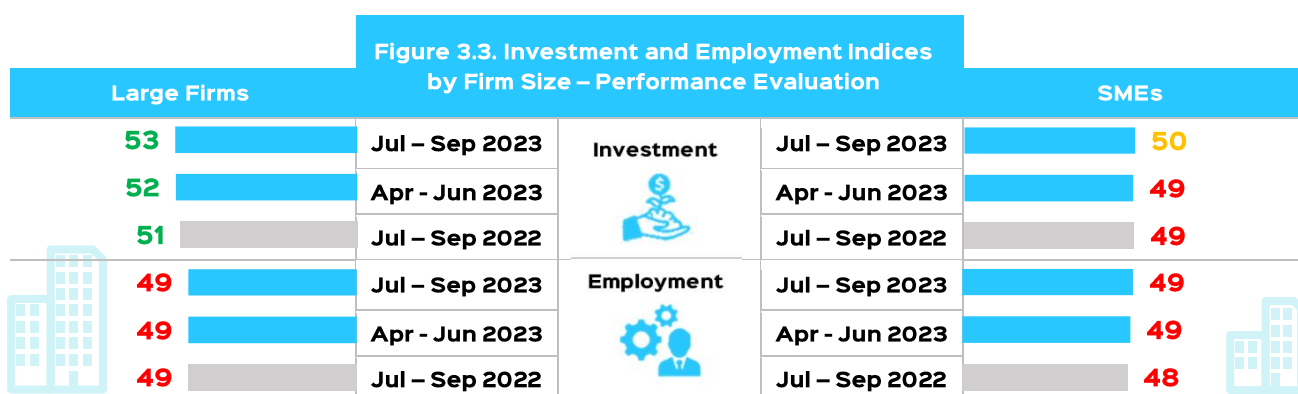 Figure 3.3. Investment and Employment Indices
by Firm Size – Performance Evaluation
Large Firms
SMEs
53
Jul – Sep 2023
Investment
Jul – Sep 2023
50
52
Apr - Jun 2023
Apr - Jun 2023
49
$
51
Jul – Sep 2022
Jul – Sep 2022
49
49
Jul – Sep 2023
Employment
Jul – Sep 2023
49
49
Apr - Jun 2023
Apr - Jun 2023
49
49
Jul – Sep 2022
Jul – Sep 2022
48